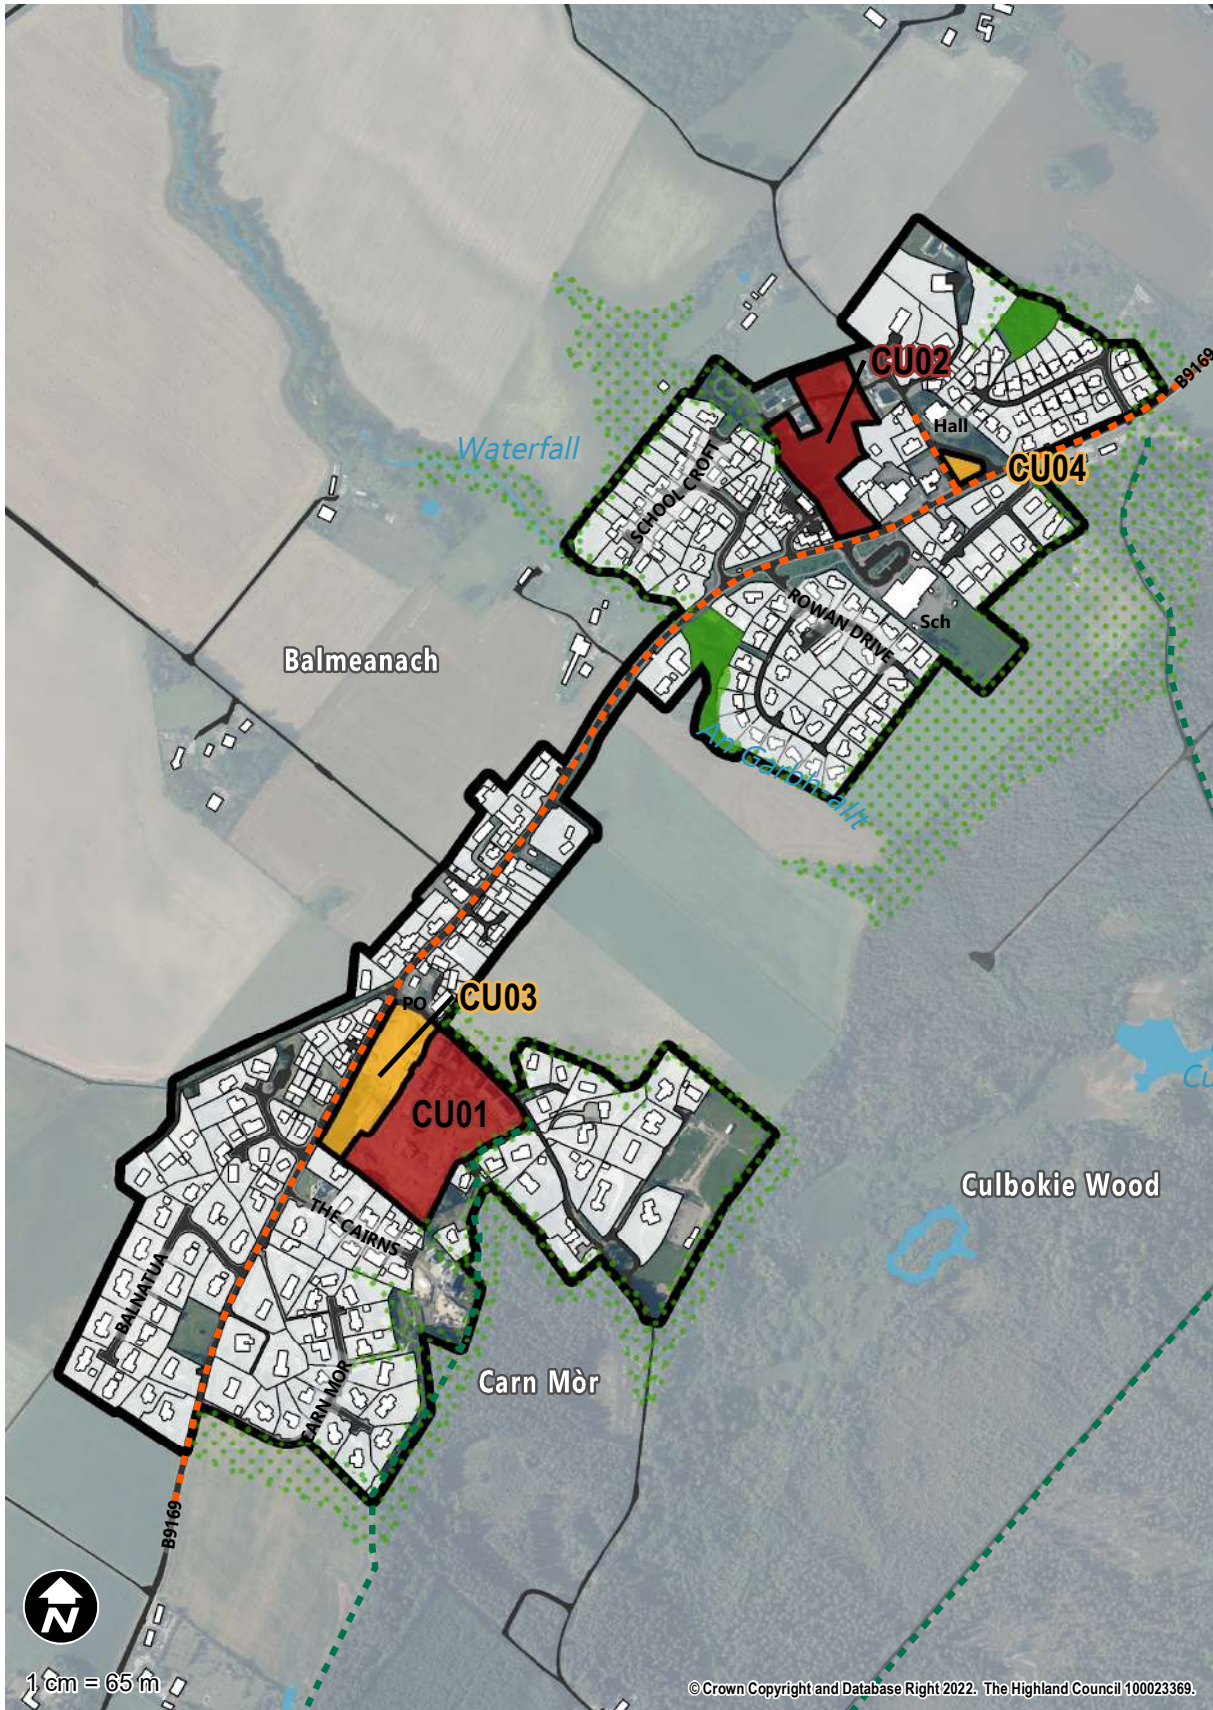 CU02
B9169
Hall
CU04
Waterfall
SCHOOL CROFT
ROWAN DRIVE
Sch
Balmeanach
An Garbh-allt
PO
CU03
CU01
Cu
Culbokie Wood
THE CAIRNS
BALNATUA
Carn Mòr
CARN MOR
B9169
N
1 cm = 65 m
© Crown Copyright and Database Right 2022. The Highland Council 100023369.